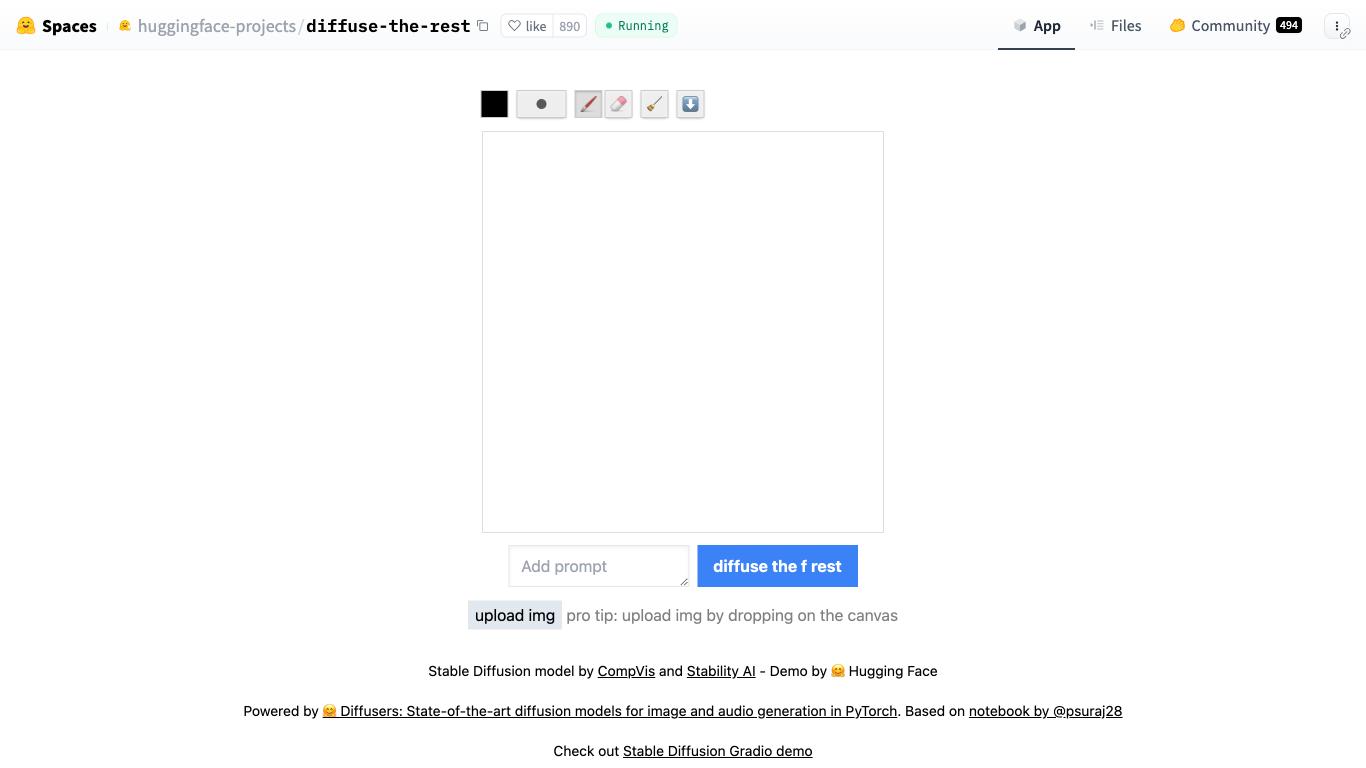 Spaces huggingface-projects/diffuse-the-rest like 890 Running App Files Community 494
Add prompt diffuse the f rest
upload img pro tip: upload img by dropping on the canvas
Stable Diffusion model by CompVis and Stability AI - Demo by 🤗 Hugging Face
Powered by 🤗 Diffusers: State-of-the-art diffusion models for image and audio generation in PyTorch. Based on notebook by @psuraj28
Check out Stable Diffusion Gradio demo